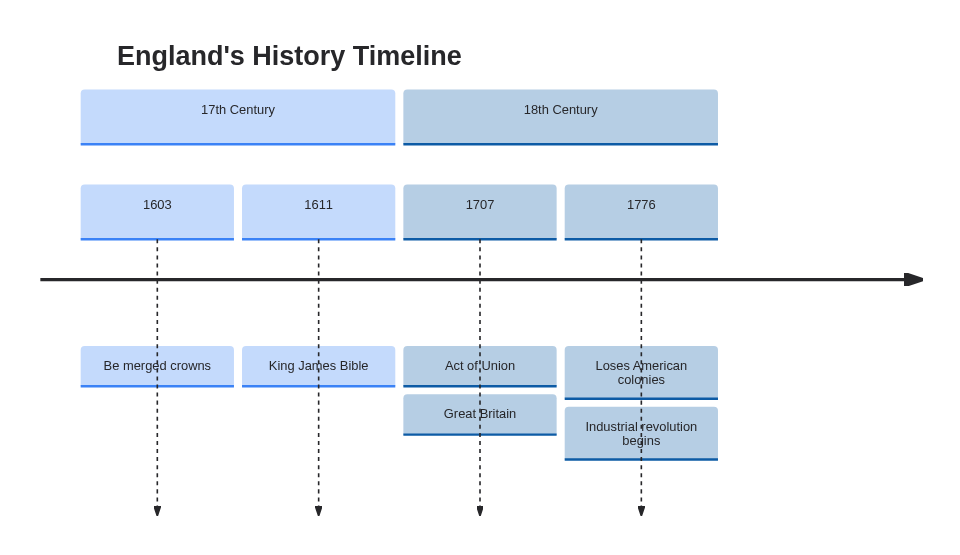 England's History Timeline
17th Century
18th Century
1603
1611
1707
1776
Be merged crowns
King James Bible
Act of Union
Great Britain
Loses American
colonies
Industrial revolution
begins